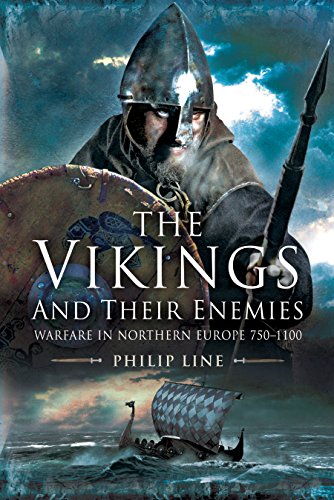 THE
VIKINGS
AND THEIR ENEMIES
WARFARE IN NORTHERN EUROPE 750–1100
PHILIP LINE